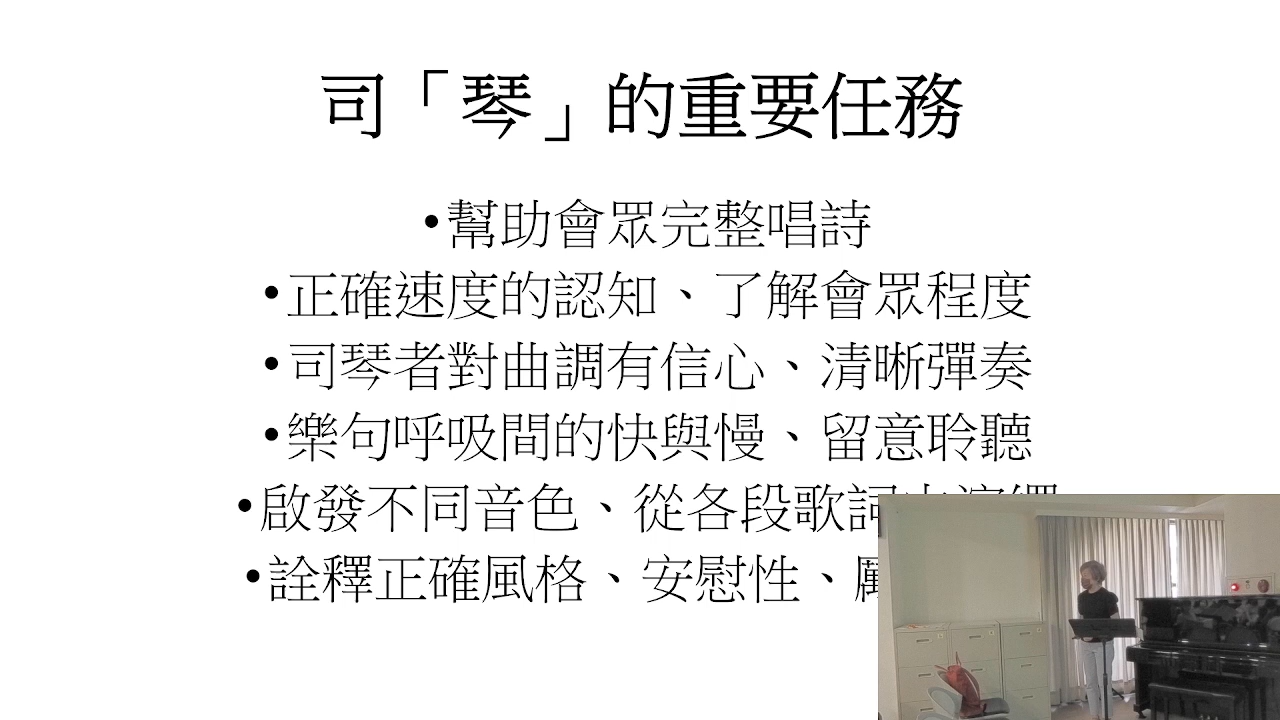 司「琴」的重要任務
•幫助會眾完整唱詩
•正確速度的認知、了解會眾程度
•司琴者對曲調有信心、清晰彈奏
•樂句呼吸間的快與慢、留意聆聽
•啟發不同音色、從各段歌詞
•詮釋正確風格、安慰性、